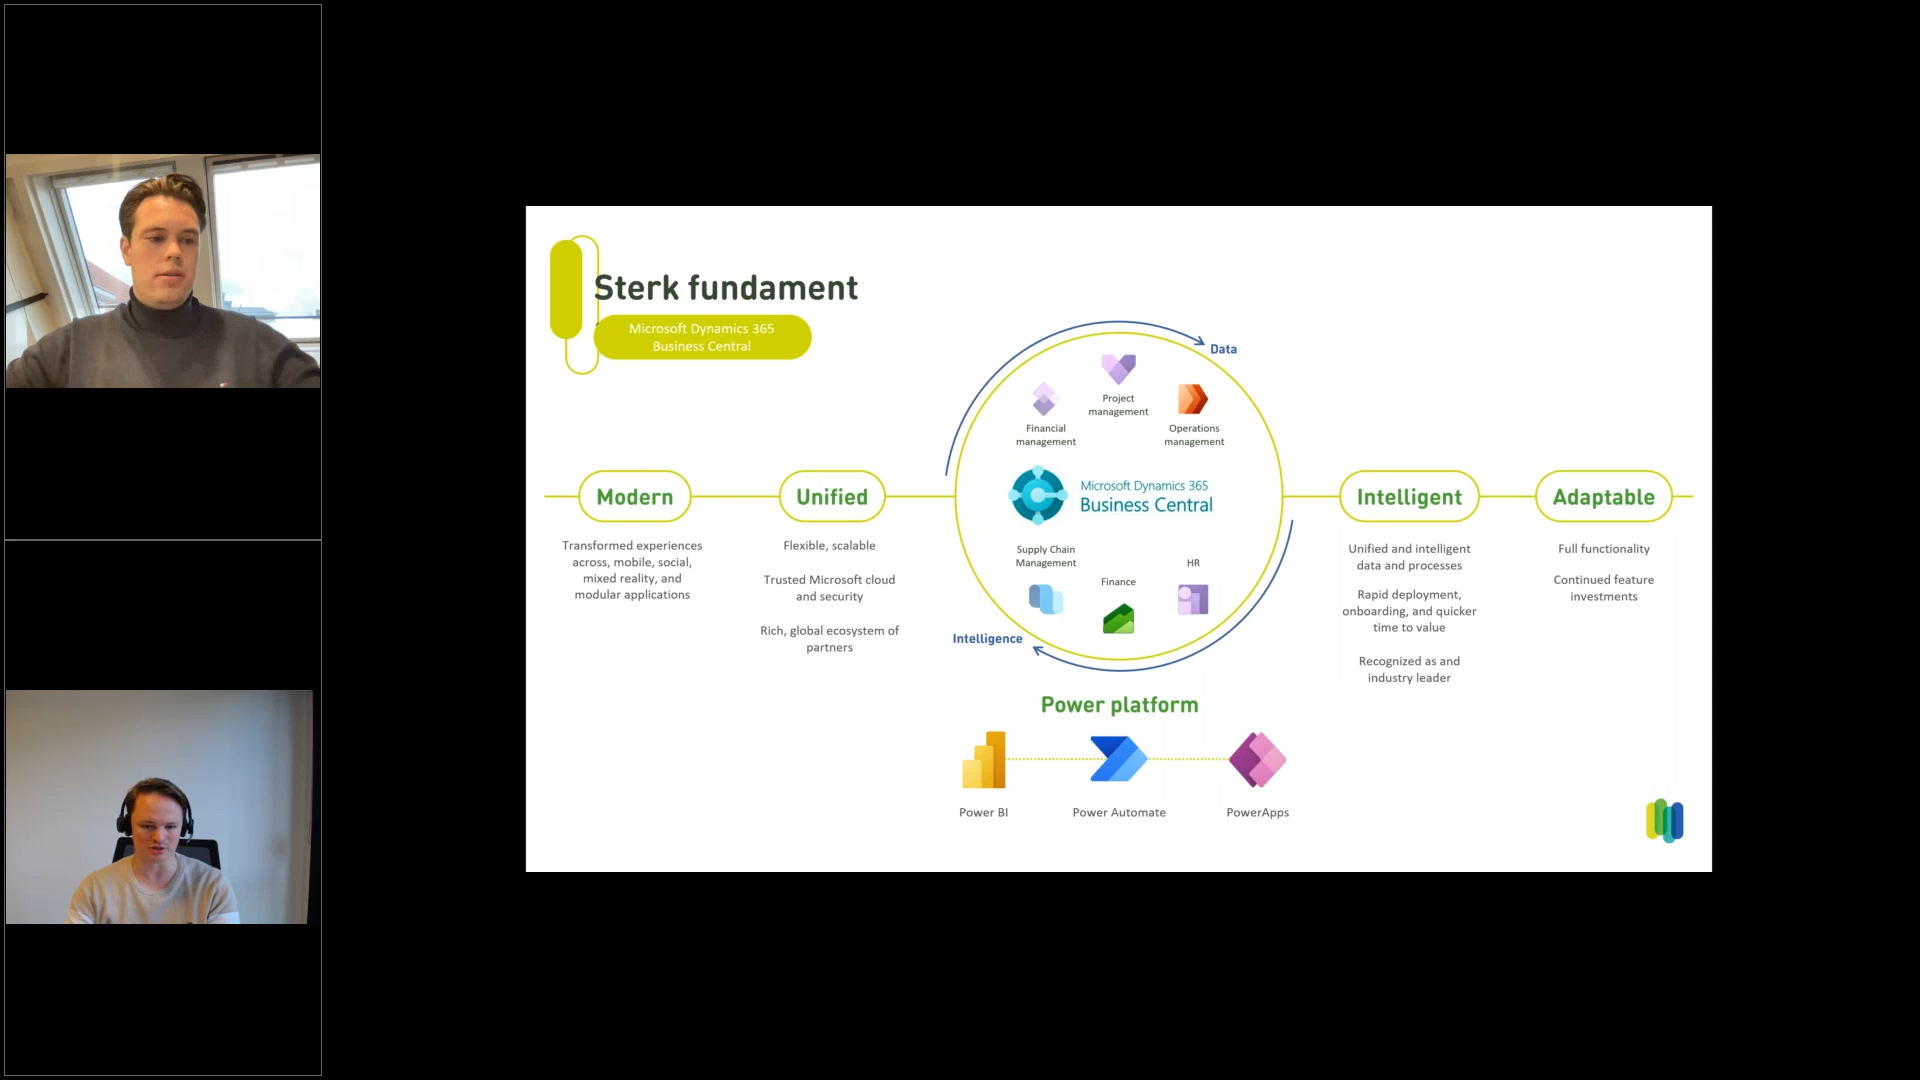 Sterk fundament
Microsoft Dynamics 365
Business Central
Data
Project
management
Financial
management
Operations
management
Modern
Unified
Microsoft Dynamics 365
Business Central
Intelligent
Adaptable
Transformed experiences
across, mobile, social,
mixed reality, and
modular applications
Flexible, scalable
Trusted Microsoft cloud
and security
Rich, global ecosystem of
partners
Supply Chain
Management
Finance
HR
Intelligence
Unified and intelligent
data and processes
Rapid deployment,
onboarding, and quicker
time to value
Recognized as and
industry leader
Full functionality
Continued feature
investments
Power platform
Power BI
Power Automate
PowerApps